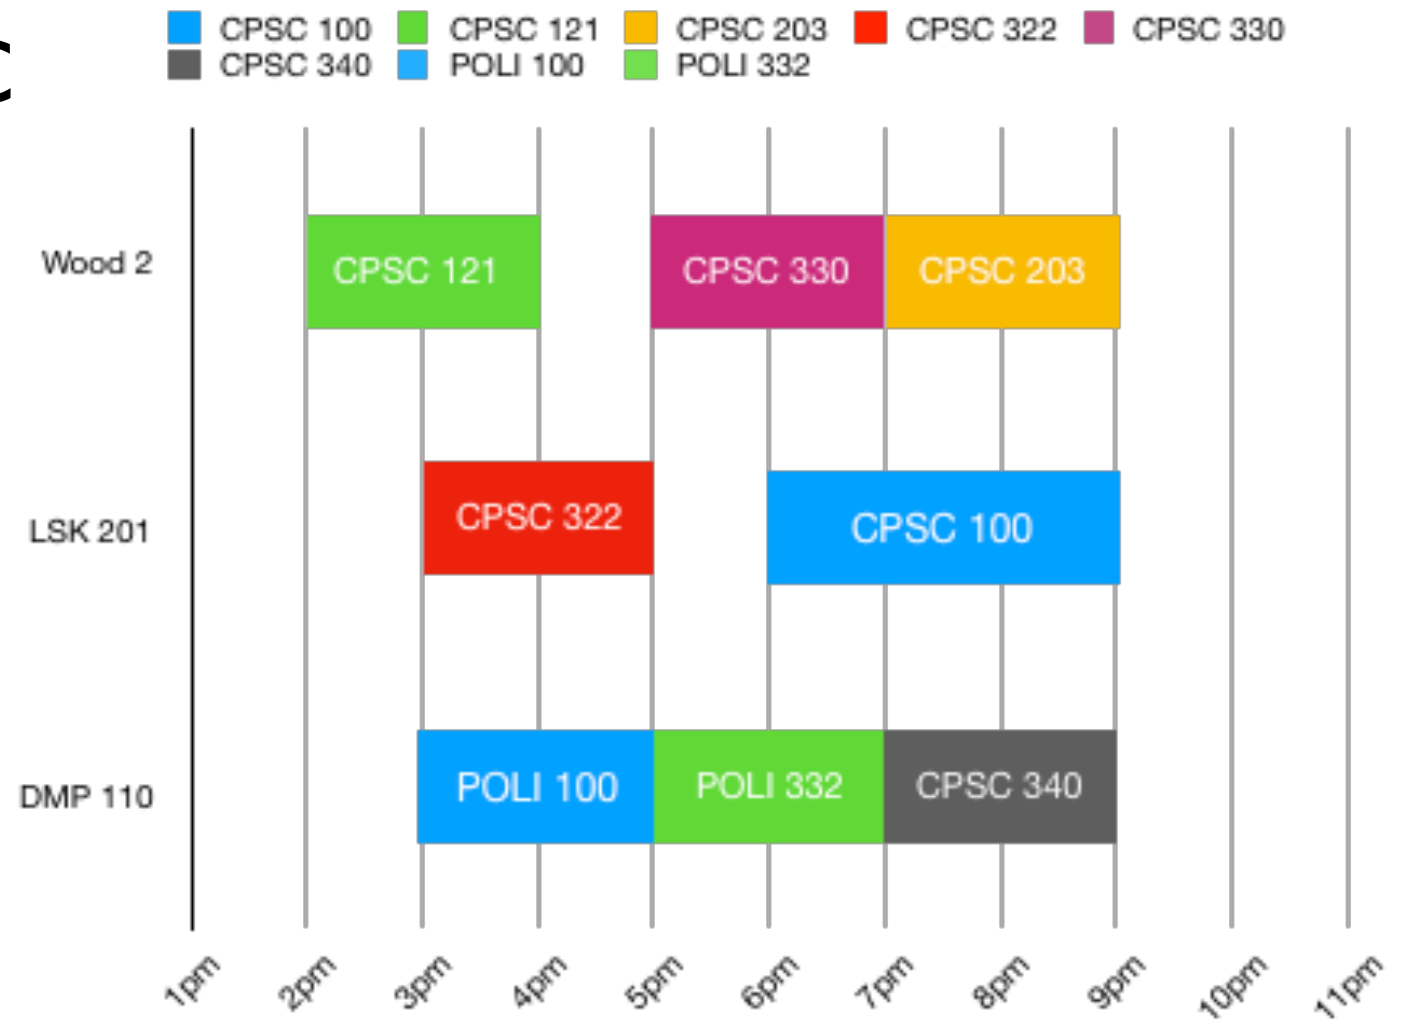 CPSC 100 CPSC 121 CPSC 203 CPSC 322 CPSC 330
CPSC 340 POLI 100 POLI 332
Wood 2 CPSC 121 CPSC 330 CPSC 203
LSK 201 CPSC 322 CPSC 100
DMP 110 POLI 100 POLI 332 CPSC 340
1pm 2pm 3pm 4pm 5pm 6pm 7pm 8pm 9pm 10pm 11pm